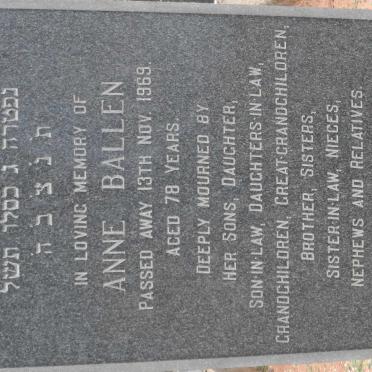 נפטרה ג כסלו תשל
ת נ צ ב ה
IN LOVING MEMORY OF
ANNE BALLEN
PASSED AWAY 13TH NOV. 1969.
AGED 78 YEARS.
DEEPLY MOURNED BY
HER SONS, DAUGHTER,
SON-IN-LAW, DAUGHTERS-IN-LAW,
GRANDCHILDREN, GREAT-GRANDCHILDREN,
BROTHER, SISTERS,
SISTER-IN-LAW, NIECES,
NEPHEWS AND RELATIVES.